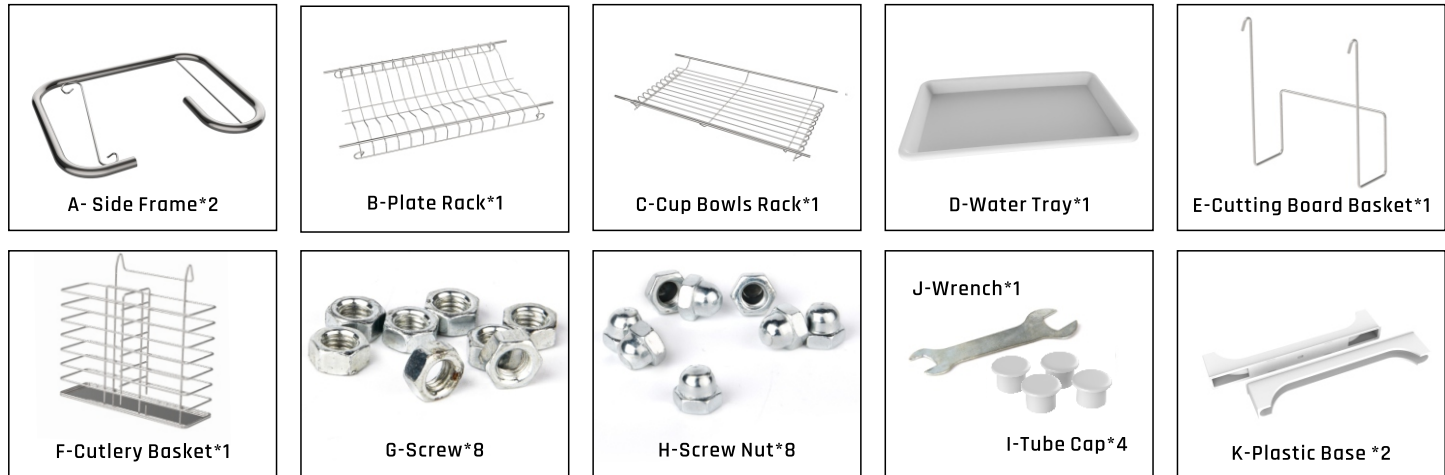 A- Side Frame*2
B-Plate Rack*1
C-Cup Bowls Rack*1
D-Water Tray*1
E-Cutting Board Basket*1
F-Cutlery Basket*1
G-Screw*8
H-Screw Nut*8
J-Wrench*1
I-Tube Cap*4
K-Plastic Base *2